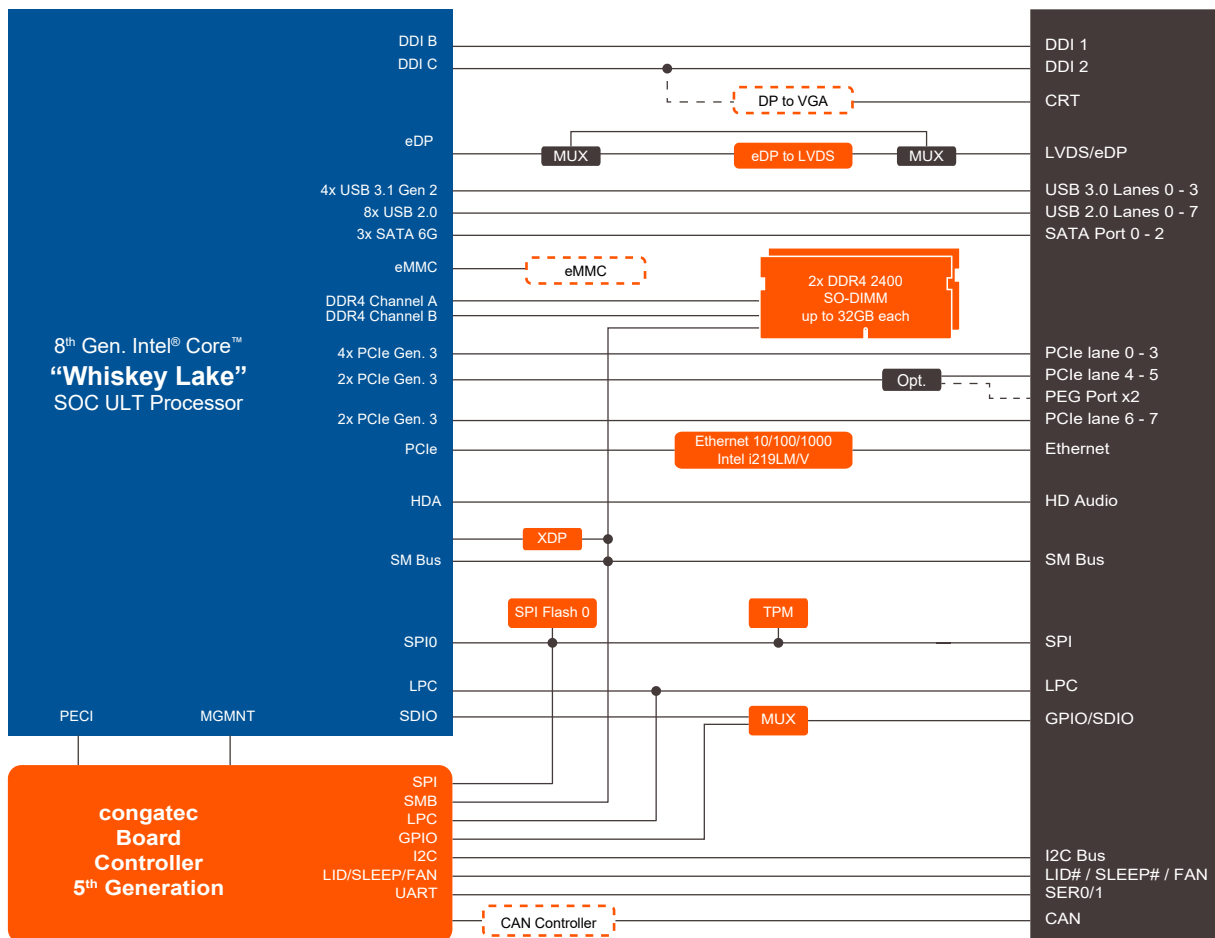 DDI B
DDI 1
DDI C
DDI 2
DP to VGA
CRT
eDP
MUX
eDP to LVDS
MUX
LVDS/eDP
4x USB 3.1 Gen 2
USB 3.0 Lanes 0 - 3
8x USB 2.0
USB 2.0 Lanes 0 - 7
3x SATA 6G
SATA Port 0 - 2
eMMC
eMMC
2x DDR4 2400
SO-DIMM
up to 32GB each
DDR4 Channel A
DDR4 Channel B
8th Gen. Intel® Core™
“Whiskey Lake”
SOC ULT Processor
4x PCIe Gen. 3
PCIe lane 0 - 3
2x PCIe Gen. 3
Opt.
PCIe lane 4 - 5
PEG Port x2
2x PCIe Gen. 3
PCIe lane 6 - 7
PCIe
Ethernet 10/100/1000
Intel i219LM/V
Ethernet
HDA
HD Audio
XDP
SM Bus
SM Bus
SPI Flash 0
TPM
SPI0
SPI
LPC
LPC
PECI
MGMNT
SDIO
MUX
GPIO/SDIO
congatec
Board
Controller
5th Generation
SPI
SMB
LPC
GPIO
I2C
I2C Bus
LID/SLEEP/FAN
LID# / SLEEP# / FAN
UART
SER0/1
CAN Controller
CAN